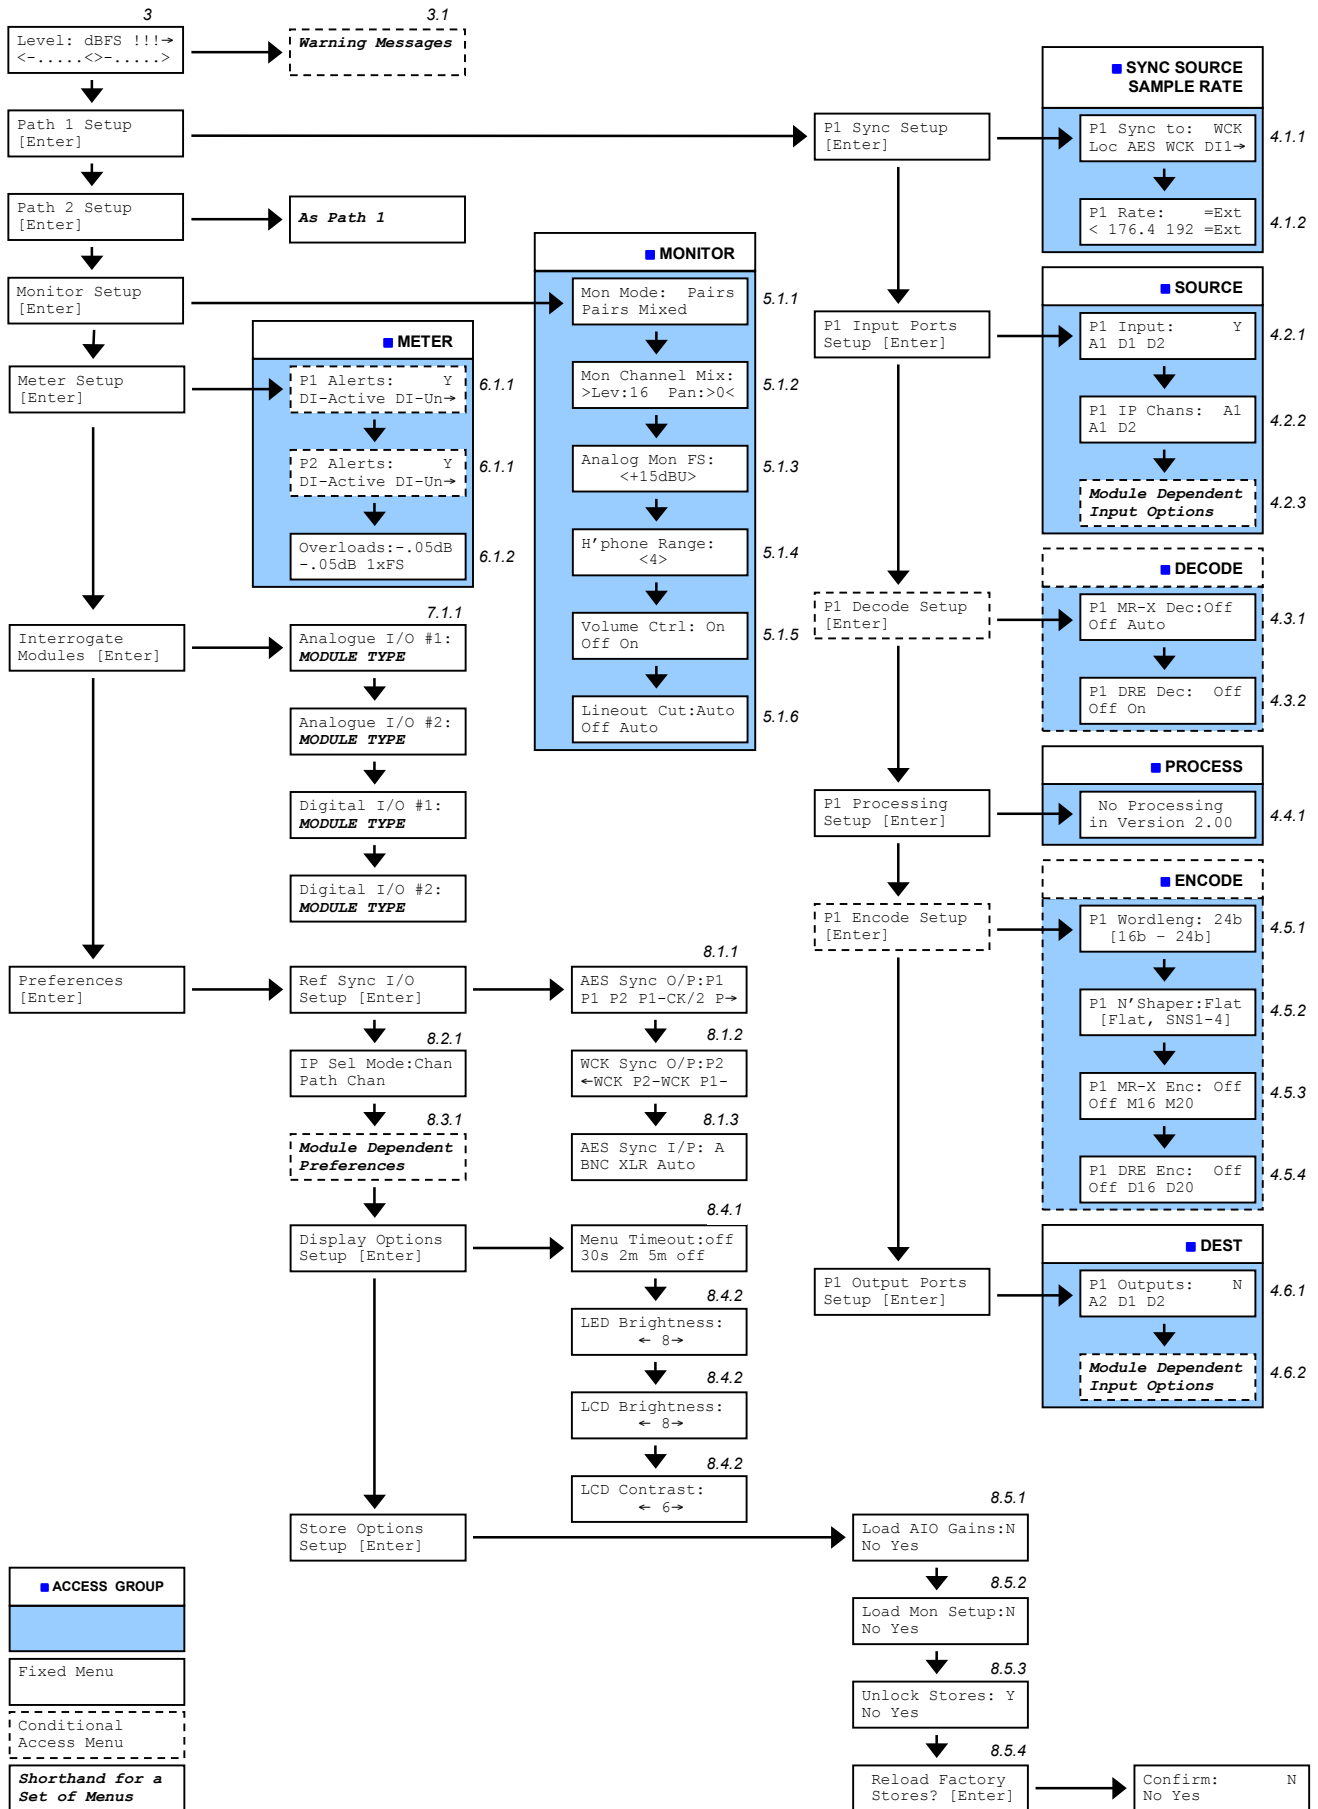 3
Level: dBFS !!!→
<-.....<>-.....>
3.1
Warning Messages
Path 1 Setup
[Enter]
Path 2 Setup
[Enter]
As Path 1
Monitor Setup
[Enter]
Meter Setup
[Enter]
■ METER
P1 Alerts: Y
DI-Active DI-Un→
6.1.1
P2 Alerts: Y
DI-Active DI-Un→
6.1.1
Overloads:-.05dB
-.05dB 1xFS
6.1.2
■ MONITOR
Mon Mode: Pairs
Pairs Mixed
5.1.1
Mon Channel Mix:
>Lev:16 Pan:>0<
5.1.2
Analog Mon FS:
<+15dBU>
5.1.3
H'phone Range:
<4>
5.1.4
Volume Ctrl: On
Off On
5.1.5
Lineout Cut:Auto
Off Auto
5.1.6
Interrogate
Modules [Enter]
7.1.1
Analogue I/O #1:
MODULE TYPE
Analogue I/O #2:
MODULE TYPE
Digital I/O #1:
MODULE TYPE
Digital I/O #2:
MODULE TYPE
Preferences
[Enter]
Ref Sync I/O
Setup [Enter]
8.1.1
AES Sync O/P:P1
P1 P2 P1-CK/2 P→
8.1.2
WCK Sync O/P:P2
←WCK P2-WCK P1-
8.1.3
AES Sync I/P: A
BNC XLR Auto
8.2.1
IP Sel Mode:Chan
Path Chan
8.3.1
Module Dependent
Preferences
Display Options
Setup [Enter]
8.4.1
Menu Timeout:off
30s 2m 5m off
8.4.2
LED Brightness:
← 8→
8.4.2
LCD Brightness:
← 8→
8.4.2
LCD Contrast:
← 6→
Store Options
Setup [Enter]
8.5.1
Load AIO Gains:N
No Yes
8.5.2
Load Mon Setup:N
No Yes
8.5.3
Unlock Stores: Y
No Yes
8.5.4
Reload Factory
Stores? [Enter]
Confirm: N
No Yes
P1 Sync Setup
[Enter]
■ SYNC SOURCE
SAMPLE RATE
P1 Sync to: WCK
Loc AES WCK DI1→
4.1.1
P1 Rate: =Ext
< 176.4 192 =Ext
4.1.2
P1 Input Ports
Setup [Enter]
■ SOURCE
P1 Input: Y
A1 D1 D2
4.2.1
P1 IP Chans: A1
A1 D2
4.2.2
Module Dependent
Input Options
4.2.3
P1 Decode Setup
[Enter]
■ DECODE
P1 MR-X Dec:Off
Off Auto
4.3.1
P1 DRE Dec: Off
Off On
4.3.2
P1 Processing
Setup [Enter]
■ PROCESS
No Processing
in Version 2.00
4.4.1
P1 Encode Setup
[Enter]
■ ENCODE
P1 Wordleng: 24b
[16b – 24b]
4.5.1
P1 N'Shaper:Flat
[Flat, SNS1-4]
4.5.2
P1 MR-X Enc: Off
Off M16 M20
4.5.3
P1 DRE Enc: Off
Off D16 D20
4.5.4
P1 Output Ports
Setup [Enter]
■ DEST
P1 Outputs: N
A2 D1 D2
4.6.1
Module Dependent
Input Options
4.6.2
■ ACCESS GROUP
Fixed Menu
Conditional
Access Menu
Shorthand for a
Set of Menus